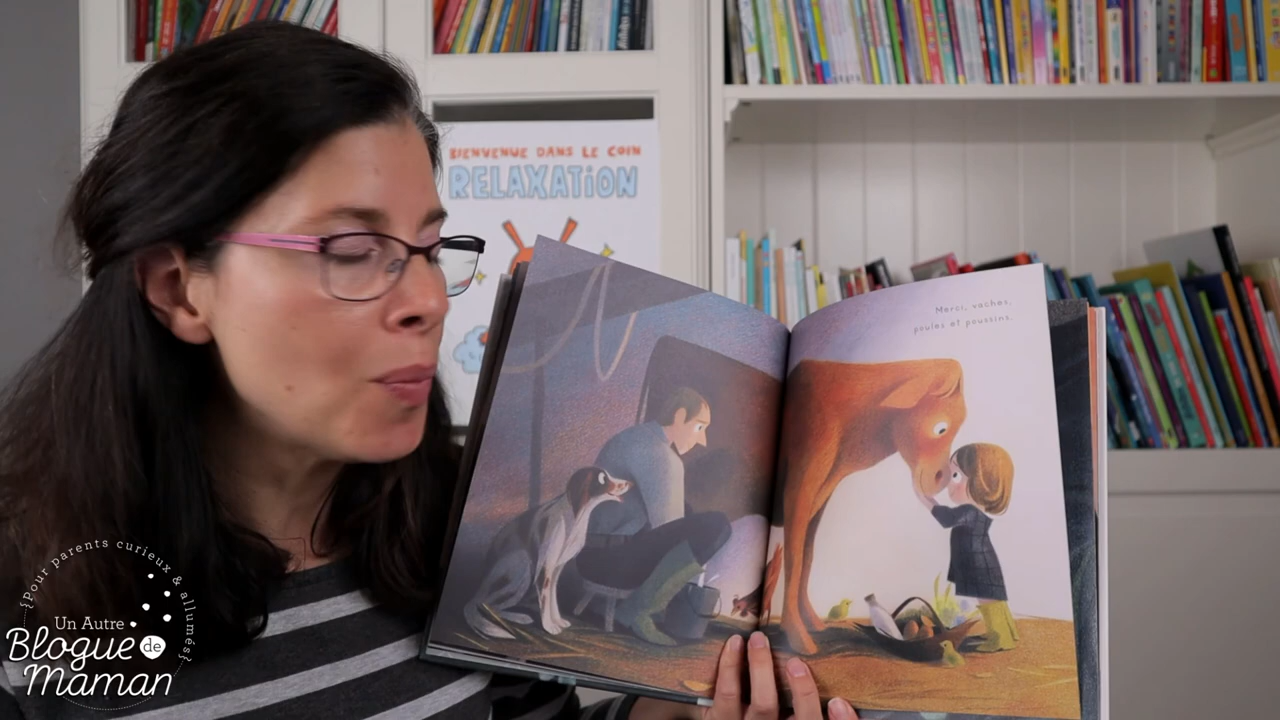 BIENVENUE DANS LE COIN
RELAXATION
Merci, vaches,
poules et poussins.
{Pour parents curieux & allumés}
Un Autre
Blogue de
Maman